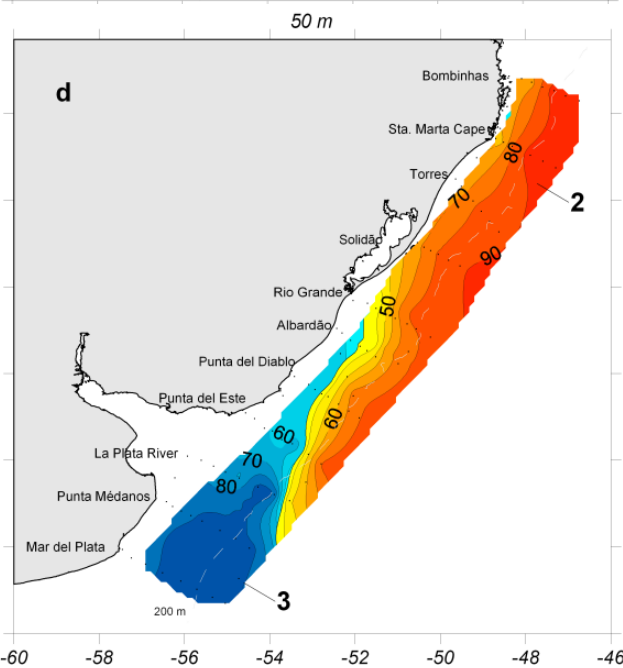 50 m
d
Bombinhas
Sta. Marta Cape
80
Torres
70
2
Solidão
90
Rio Grande
50
Albardão
Punta del Diablo
Punta del Este
60
60
La Plata River
70
80
Punta Médanos
Mar del Plata
3
200 m
-60 -58 -56 -54 -52 -50 -48 -46